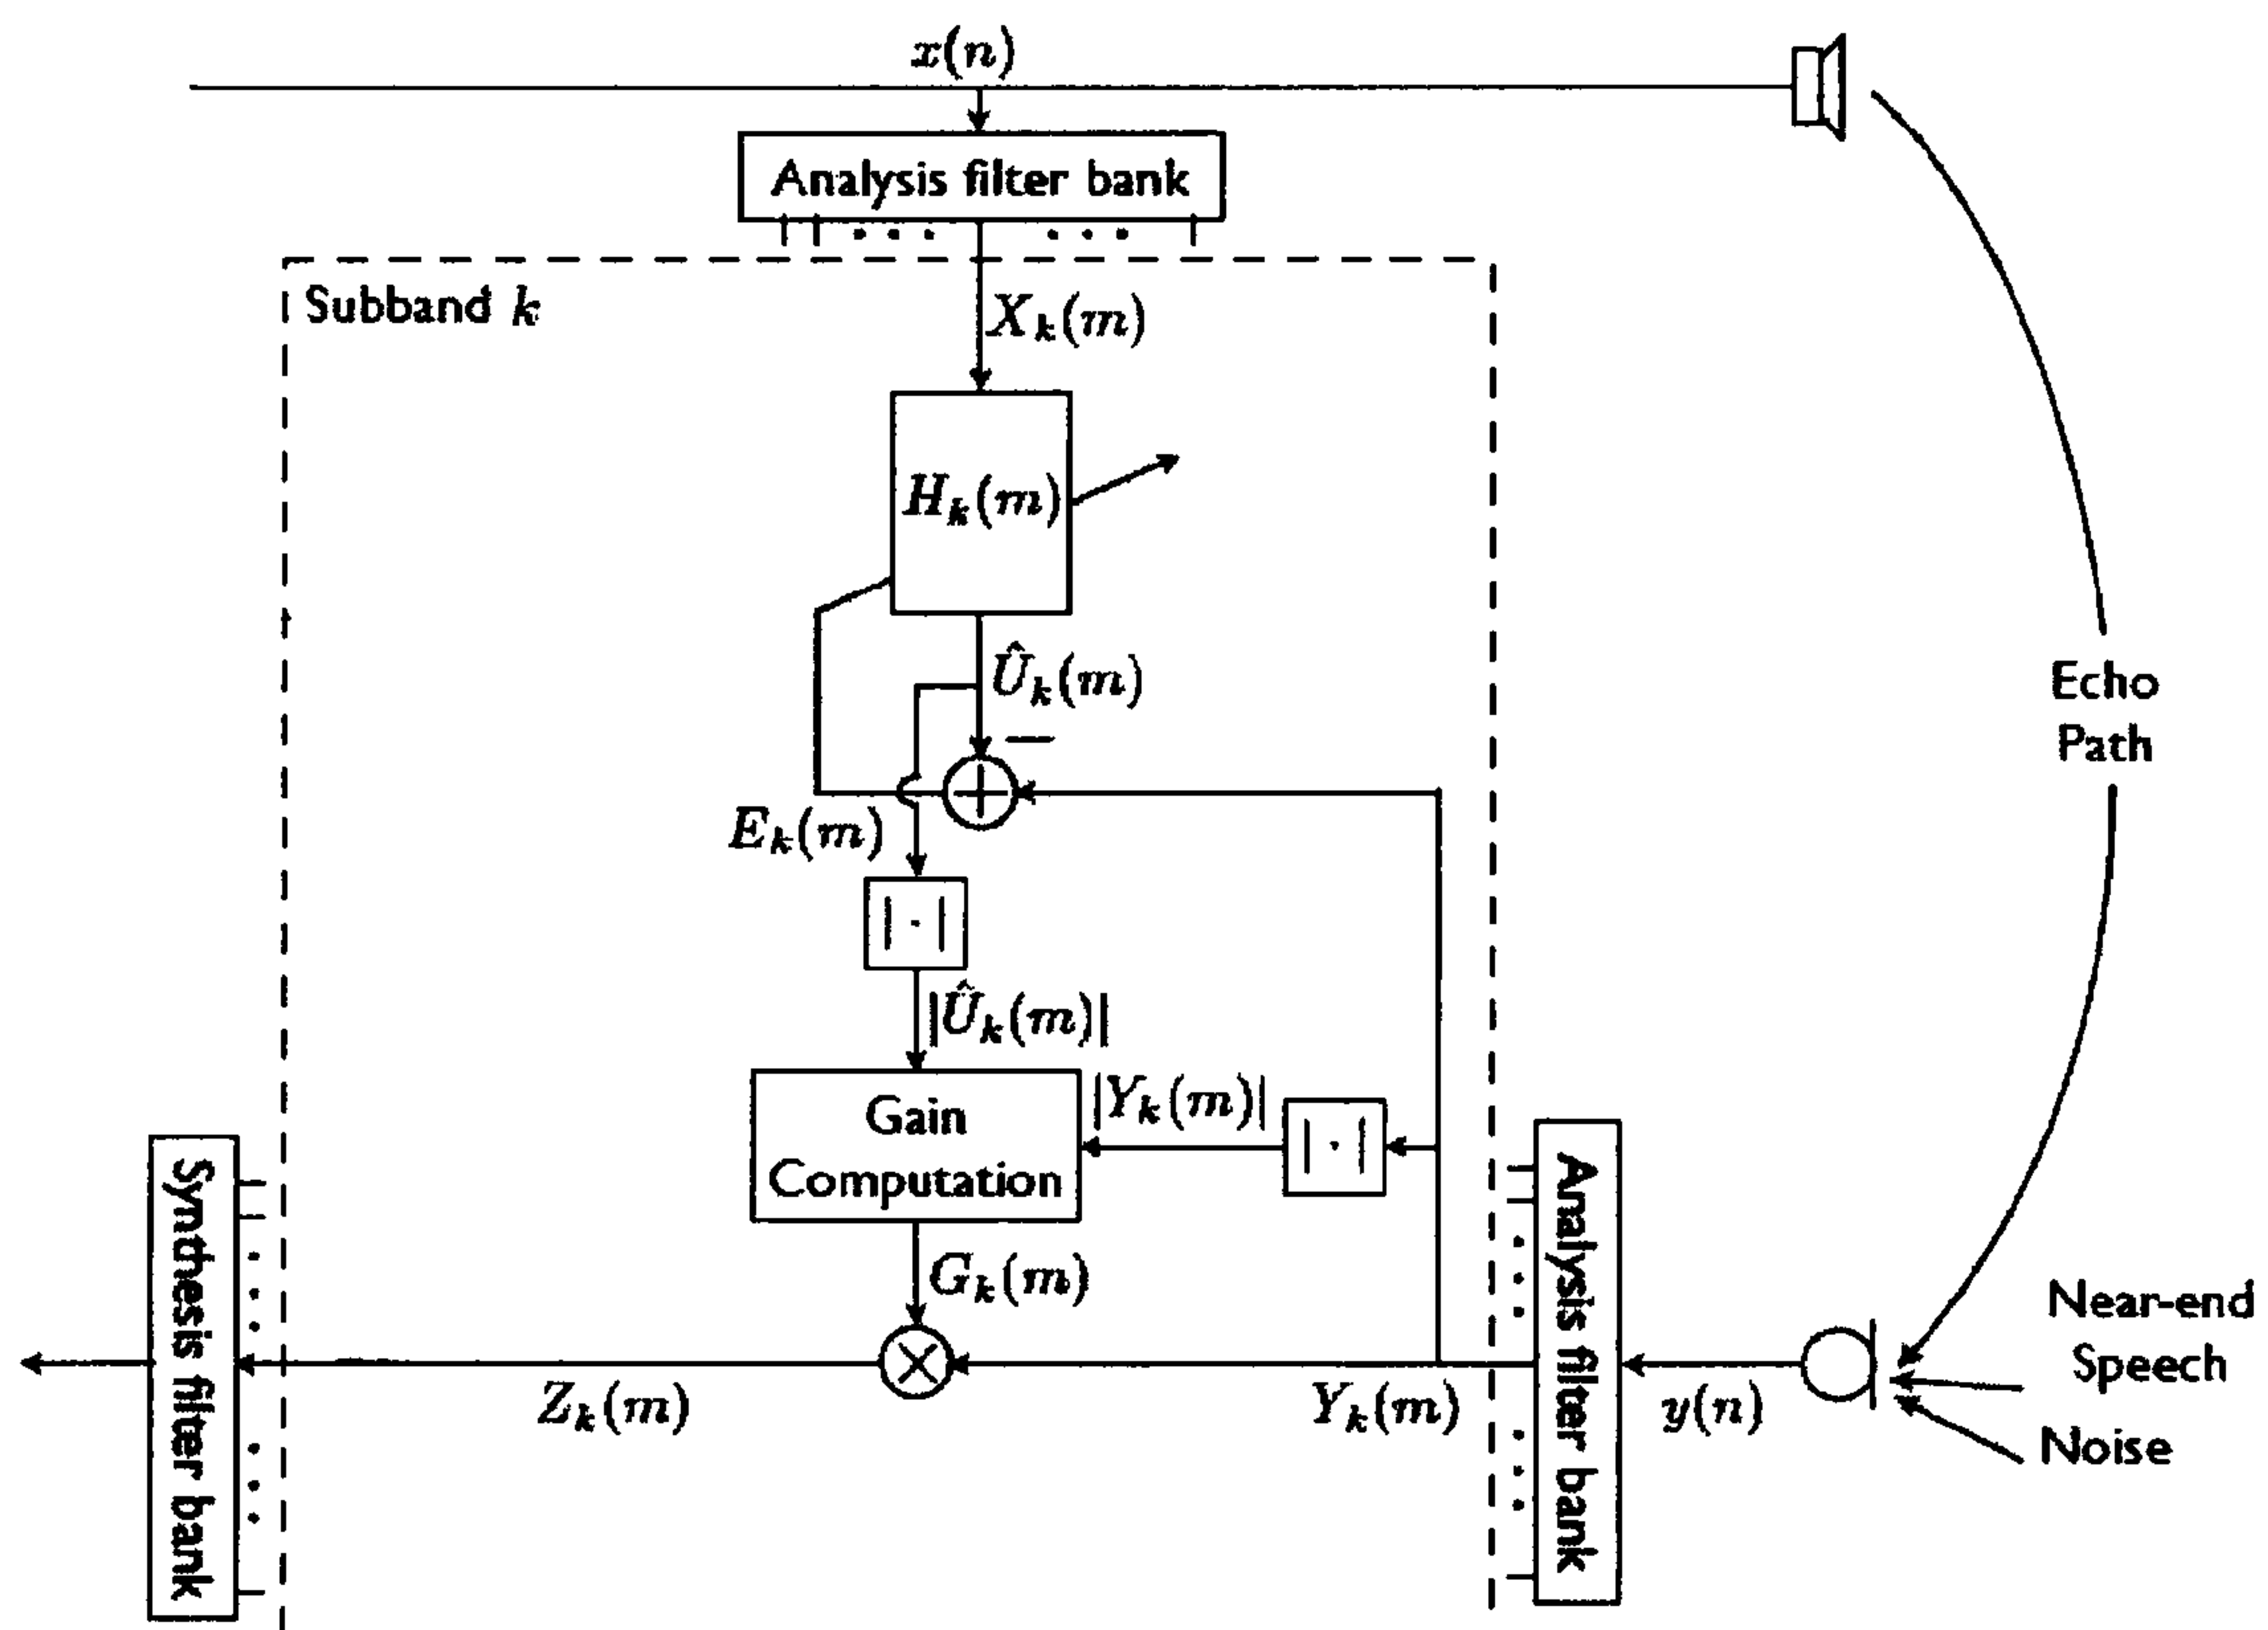 x(n)
Analysis filter bank
Subband k
X_k(m)
H_k(m)
Û_k(m)
−
Echo
Path
E_k(m)
|·|
|Û_k(m)|
Gain
Computation
|Y_k(m)|
|·|
G_k(m)
Synthesis filter bank
Z_k(m)
Y_k(m)
Analysis filter bank
y(n)
Near-end
Speech
Noise